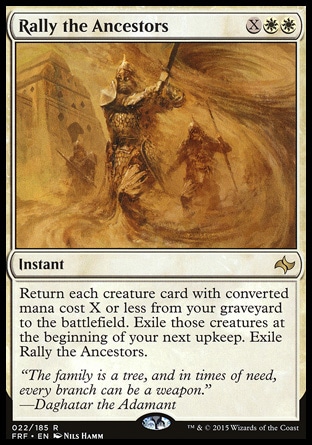 Rally the Ancestors X
Instant
Return each creature card with converted
mana cost X or less from your graveyard
to the battlefield. Exile those creatures
at the beginning of your next upkeep. Exile
Rally the Ancestors.
“The family is a tree, and in times of need,
every branch can be a weapon.”
—Daghatar the Adamant
022/185 R
FRF • EN Nils Hamm
™ & © 2015 Wizards of the Coast